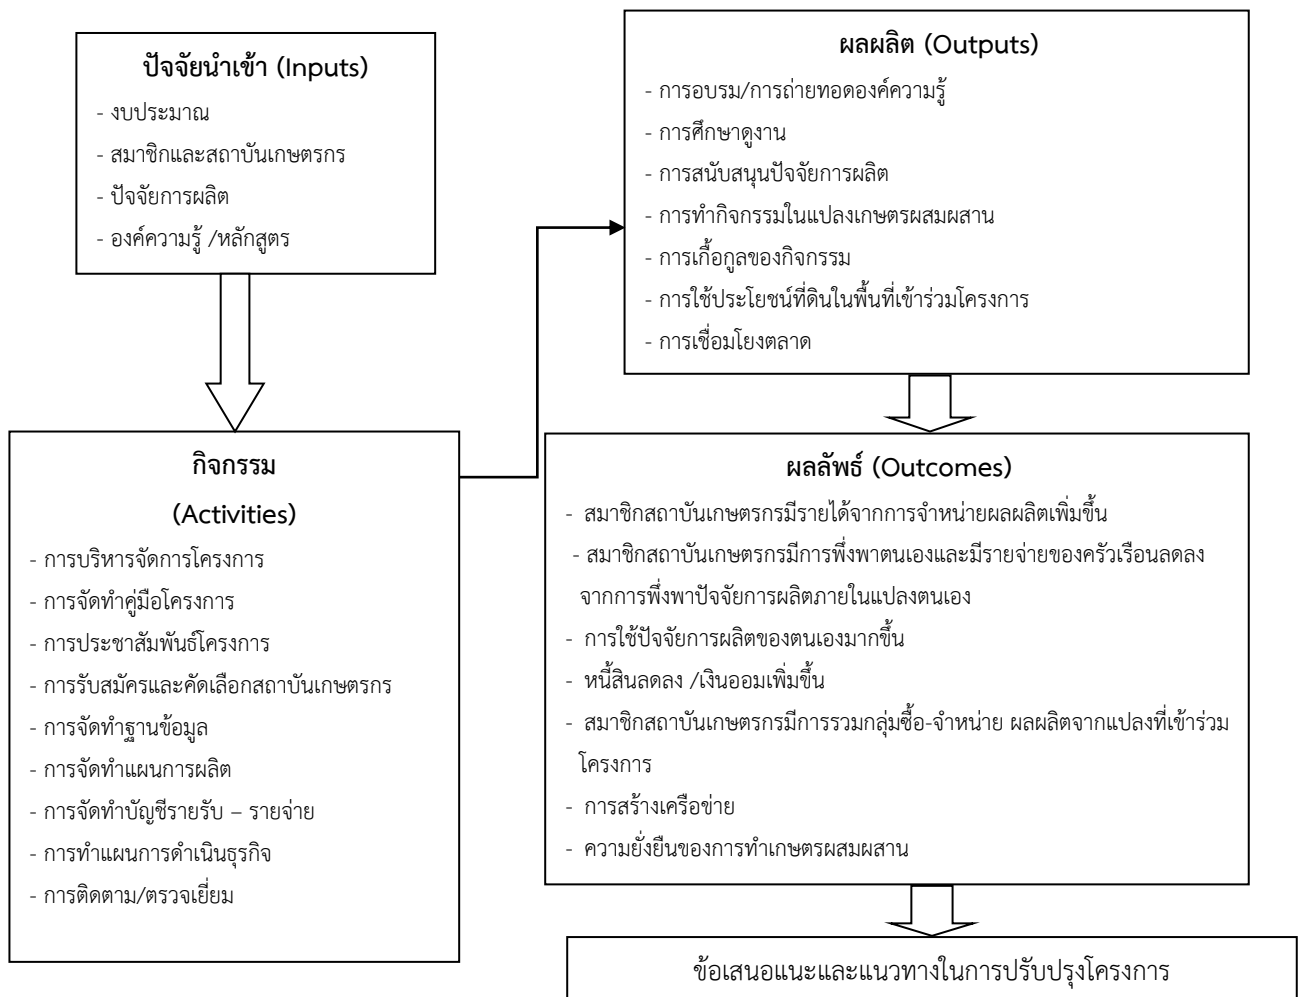 ปัจจัยนำเข้า (Inputs)
- งบประมาณ
- สมาชิกและสถาบันเกษตรกร
- ปัจจัยการผลิต
- องค์ความรู้ /หลักสูตร
กิจกรรม
(Activities)
- การบริหารจัดการโครงการ
- การจัดทำคู่มือโครงการ
- การประชาสัมพันธ์โครงการ
- การรับสมัครและคัดเลือกสถาบันเกษตรกร
- การจัดทำฐานข้อมูล
- การจัดทำแผนการผลิต
- การจัดทำบัญชีรายรับ – รายจ่าย
- การทำแผนการดำเนินธุรกิจ
- การติดตาม/ตรวจเยี่ยม
ผลผลิต (Outputs)
- การอบรม/การถ่ายทอดองค์ความรู้
- การศึกษาดูงาน
- การสนับสนุนปัจจัยการผลิต
- การทำกิจกรรมในแปลงเกษตรผสมผสาน
- การเกื้อกูลของกิจกรรม
- การใช้ประโยชน์ที่ดินในพื้นที่เข้าร่วมโครงการ
- การเชื่อมโยงตลาด
ผลลัพธ์ (Outcomes)
- สมาชิกสถาบันเกษตรกรมีรายได้จากการจำหน่ายผลผลิตเพิ่มขึ้น
- สมาชิกสถาบันเกษตรกรมีการพึ่งพาตนเองและมีรายจ่ายของครัวเรือนลดลง
จากการพึ่งพาปัจจัยการผลิตภายในแปลงตนเอง
- การใช้ปัจจัยการผลิตของตนเองมากขึ้น
- หนี้สินลดลง /เงินออมเพิ่มขึ้น
- สมาชิกสถาบันเกษตรกรมีการรวมกลุ่มซื้อ-จำหน่าย ผลผลิตจากแปลงที่เข้าร่วม
โครงการ
- การสร้างเครือข่าย
- ความยั่งยืนของการทำเกษตรผสมผสาน
ข้อเสนอแนะและแนวทางในการปรับปรุงโครงการ